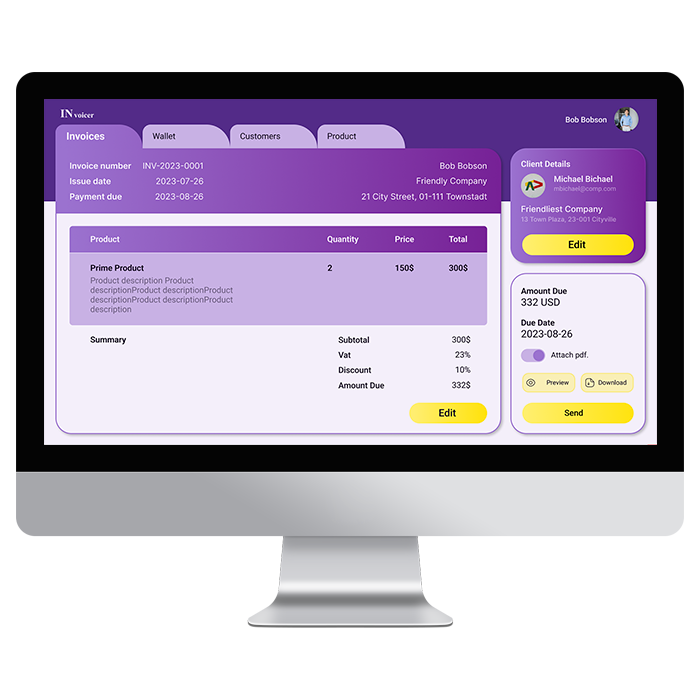 INvoicer
Bob Bobson
Invoices
Wallet
Customers
Product
Invoice number INV-2023-0001
Issue date 2023-07-26
Payment due 2023-08-26
Bob Bobson
Friendly Company
21 City Street, 01-111 Townstadt
Product Quantity Price Total
Prime Product 2 150$ 300$
Product description Product
descriptionProduct descriptionProduct
descriptionProduct descriptionProduct
description
Summary
Subtotal 300$
Vat 23%
Discount 10%
Amount Due 332$
Edit
Client Details
Michael Bichael
mbichael@comp.com
Friendliest Company
13 Town Plaza, 23-001 Cityville
Edit
Amount Due
332 USD
Due Date
2023-08-26
Attach pdf.
Preview
Download
Send